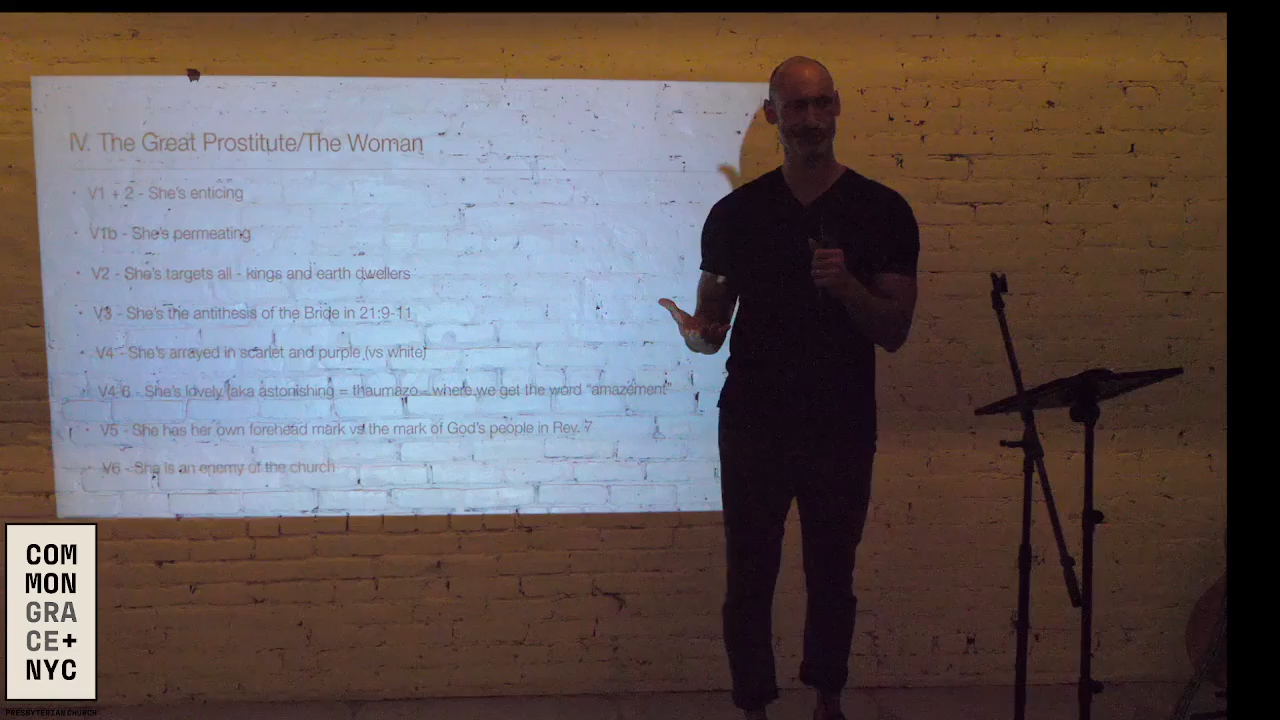 IV. The Great Prostitute/The Woman
• V1 + 2 - She's enticing
• V1b - She's permeating
• V2 - She's targets all - kings and earth dwellers
• V3 - She's the antithesis of the Bride in 21:9-11
• V4 - She's arrayed in scarlet and purple (vs white)
• V4-6 - She's lovely (aka astonishing = thaumazo - where we get the word "amazement"
• V5 - She has her own forehead mark vs the mark of God's people in Rev. 7
• V6 - She is an enemy of the church
COM
MON
GRA
CE+
NYC
PRESBYTERIAN CHURCH